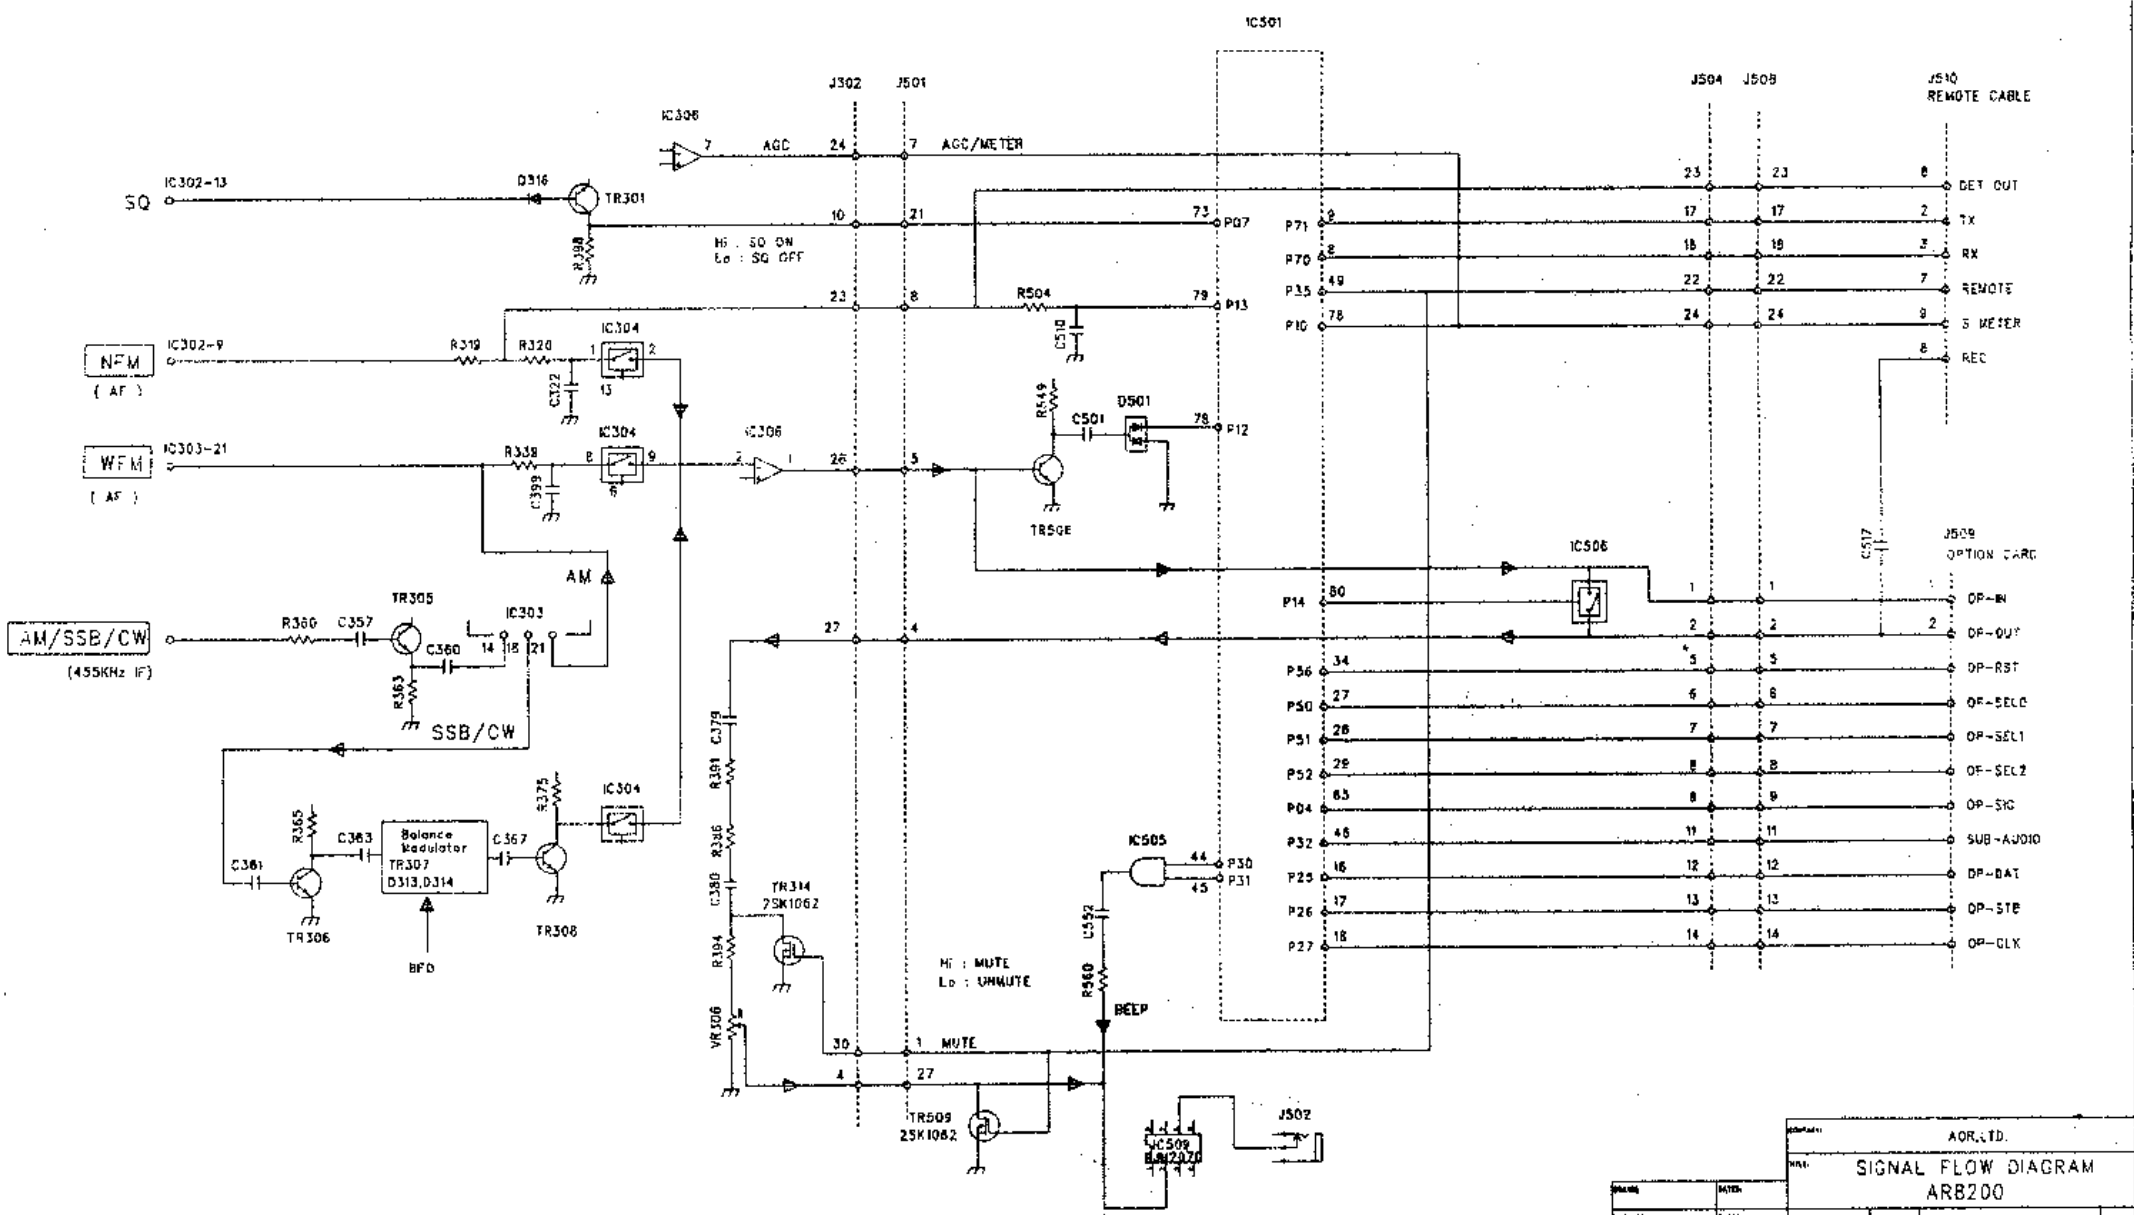 IC501
J302 J501
J504 J508
J510
REMOTE CABLE
IC306
7 AGC 24 7 AGC/METER
SQ
IC302-13
D316
TR301
R398
10 21
Hi : SQ ON
Lo : SQ OFF
73 P07
23 23 8 DET OUT
P71 9 17 17 2 TX
P70 8 18 18 3 RX
P35 49 22 22 7 REMOTE
P10 78 24 24 9 S METER
8 REC
23 8
R504
C510
79 P13
NFM
( AF )
IC302-9
R319 R320
C322
IC304
1 2
13
R549
C501
D501
78 P12
TR50E
WFM
( AF )
IC303-21
R338
C399
IC304
8 9
6
IC306
2 1
26 5
AM
AM/SSB/CW
(455KHz IF)
R360 C357
TR305
C360
R363
IC303
14 18 21
SSB/CW
C517
J509
OPTION CARD
IC506
P14 80
1 1 1 OP-IN
27 4
2 2 2 OP-OUT
P56 34 5 5 OP-RST
P50 27 6 6 OP-SEL0
P51 28 7 7 OP-SEL1
P52 29 8 8 OP-SEL2
P04 63 8 9 OP-SIG
P32 46 11 11 SUB-AUDIO
P25 16 12 12 OP-DAT
P26 17 13 13 OP-STB
P27 18 14 14 OP-CLK
C361
R365
TR306
C363
Balance
Modulator
TR307
D313,D314
BFO
C367
R375
TR308
IC304
C379
R391
R386
C380
R394
VR306
TR314
2SK1062
IC505
44 P30
45 P31
C552
R560
BEEP
Hi : MUTE
Lo : UNMUTE
30 1 MUTE
4 27
TR509
2SK1062
IC509
J502
AOR,LTD.
SIGNAL FLOW DIAGRAM
AR8200